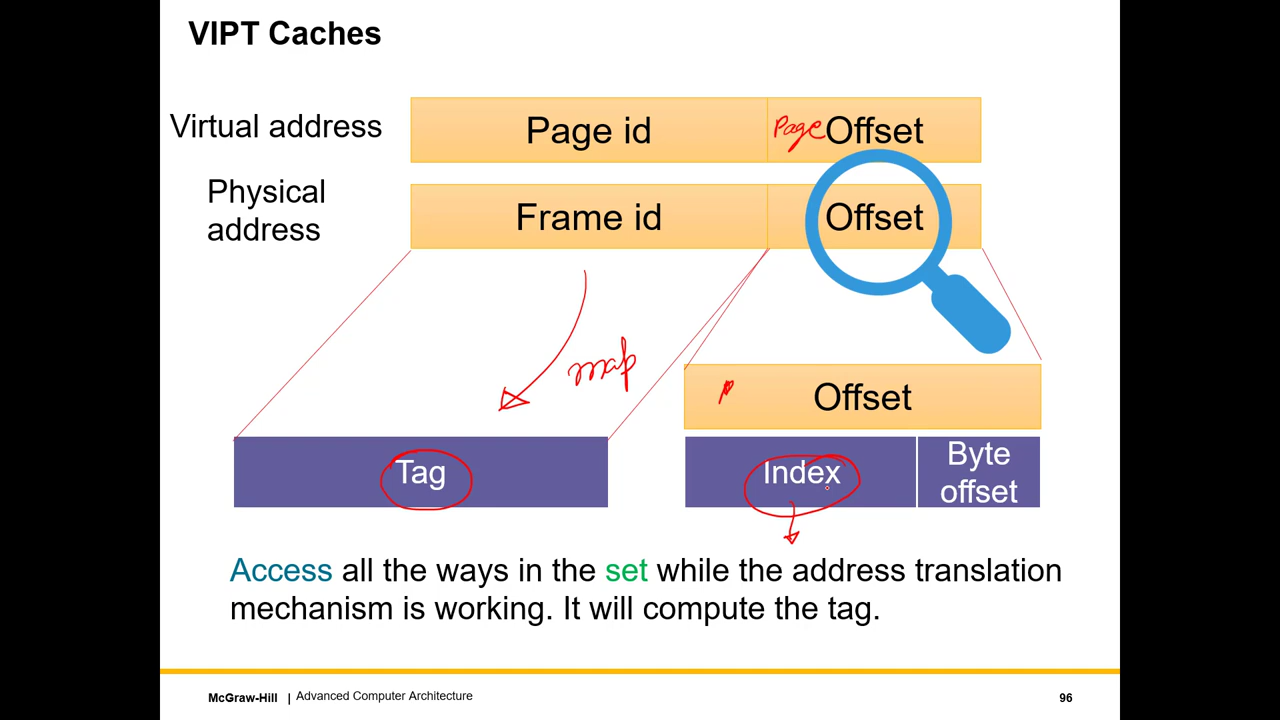 VIPT Caches
Virtual address
Page id
Page Offset
Physical
address
Frame id
Offset
map
Offset
Tag
Index
Byte
offset
Access all the ways in the set while the address translation
mechanism is working. It will compute the tag.
McGraw-Hill | Advanced Computer Architecture
96